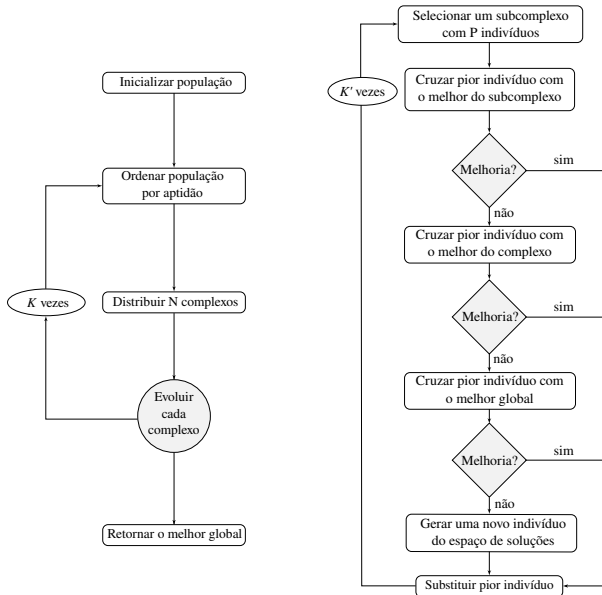 Inicializar população
Ordenar população
por aptidão
K vezes
Distribuir N complexos
Evoluir
cada
complexo
Retornar o melhor global
Selecionar um subcomplexo
com P indivíduos
K' vezes
Cruzar pior indivíduo com
o melhor do subcomplexo
Melhoria?
sim
não
Cruzar pior indivíduo com
o melhor do complexo
Melhoria?
sim
não
Cruzar pior indivíduo com
o melhor global
Melhoria?
sim
não
Gerar uma novo indivíduo
do espaço de soluções
Substituir pior indivíduo